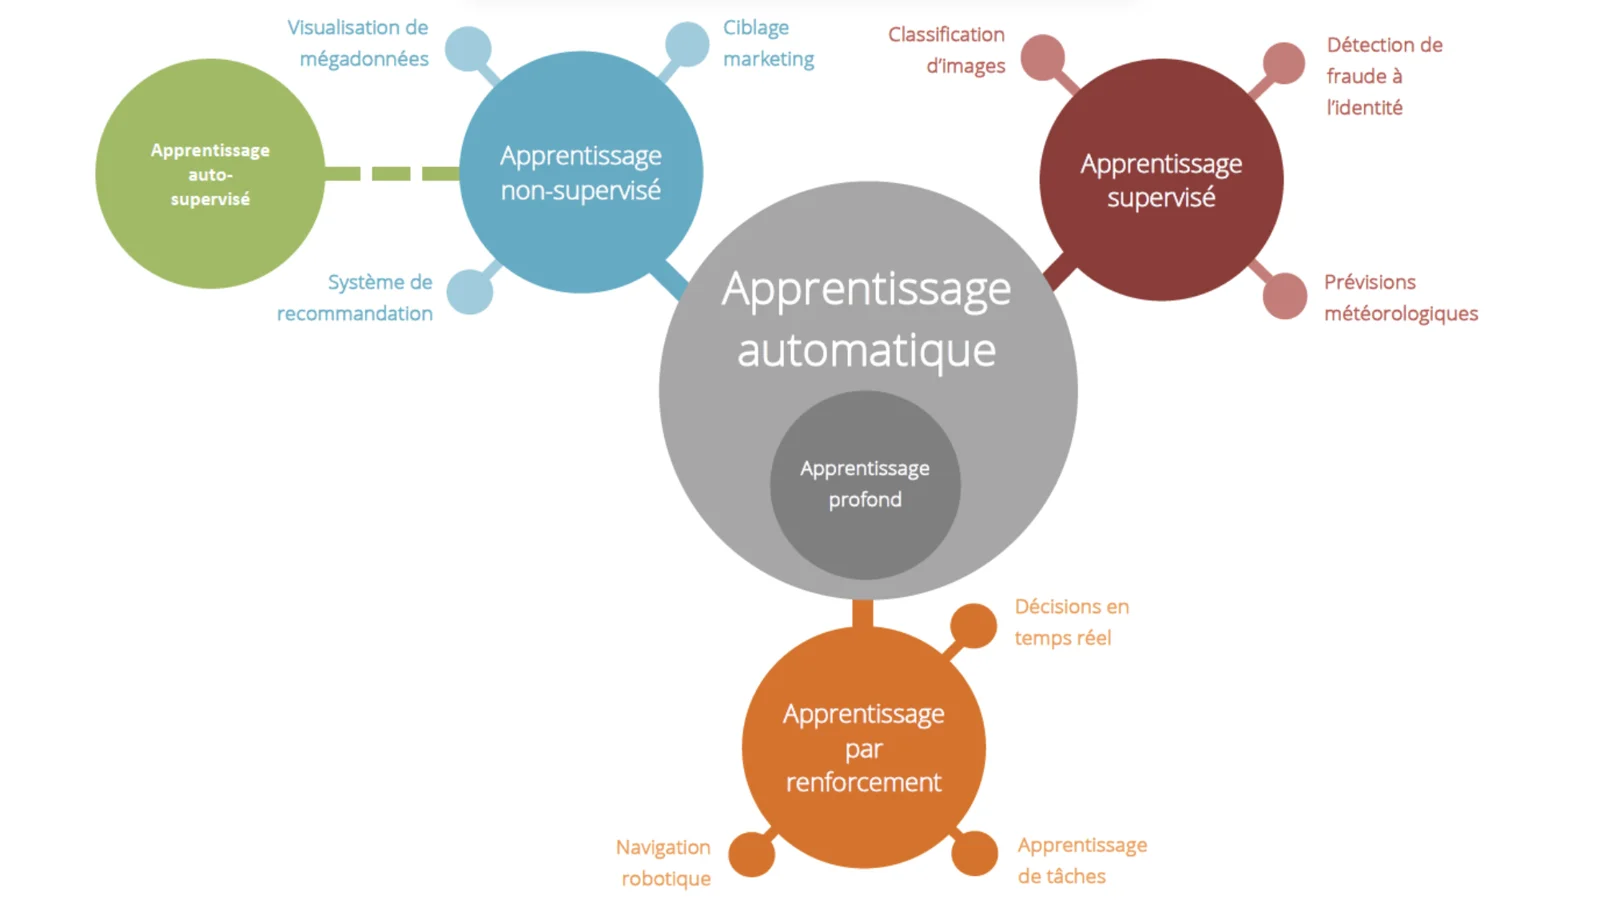 Visualisation de
mégadonnées
Ciblage
marketing
Classification
d’images
Détection de
fraude à
l’identité
Apprentissage
auto-
supervisé
Apprentissage
non-supervisé
Apprentissage
supervisé
Système de
recommandation
Prévisions
météorologiques
Apprentissage
automatique
Apprentissage
profond
Décisions en
temps réel
Apprentissage
par
renforcement
Navigation
robotique
Apprentissage
de tâches